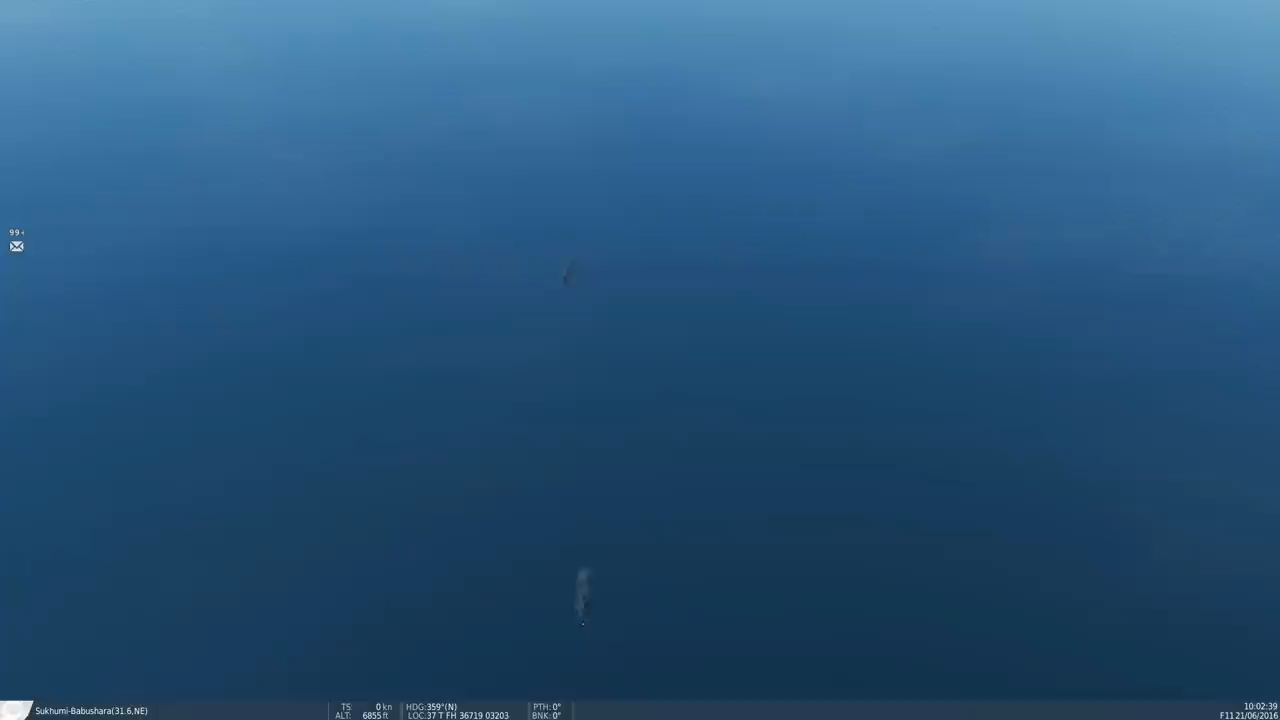 99+
Sukhumi-Babushara(31.6,NE)
TS: 0 kn
ALT: 6855 ft
HDG:359°(N)
LOC:37 T FH 36719 03203
PTH: 0°
BNK: 0°
10:02:39
F11 21/06/2016